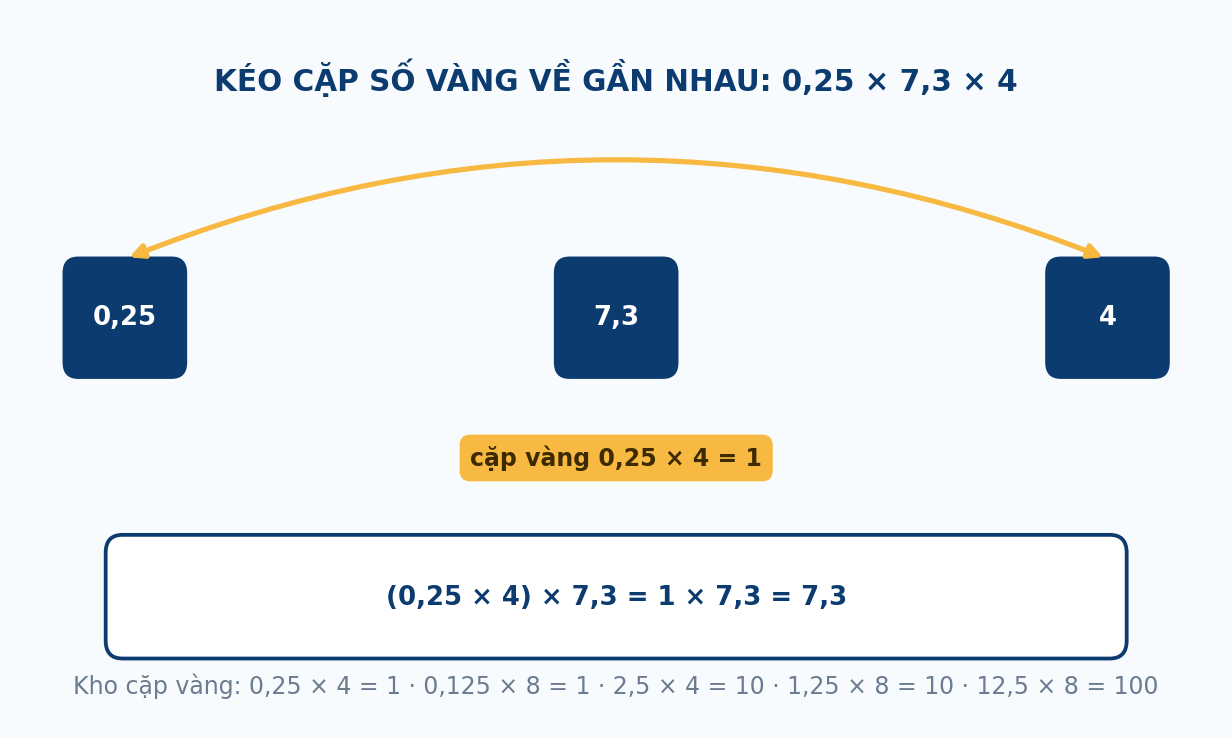 KÉO CẶP SỐ VÀNG VỀ GẦN NHAU: 0,25 × 7,3 × 4
0,25
7,3
4
cặp vàng 0,25 × 4 = 1
(0,25 × 4) × 7,3 = 1 × 7,3 = 7,3
Kho cặp vàng: 0,25 × 4 = 1 · 0,125 × 8 = 1 · 2,5 × 4 = 10 · 1,25 × 8 = 10 · 12,5 × 8 = 100